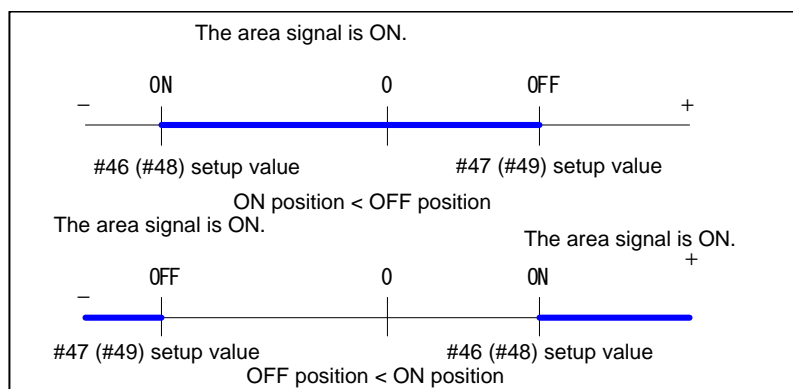 The area signal is ON.
ON 0 OFF
− +
#46 (#48) setup value #47 (#49) setup value
ON position < OFF position
The area signal is ON.
The area signal is ON.
OFF 0 ON +
−
#47 (#49) setup value #46 (#48) setup value
OFF position < ON position